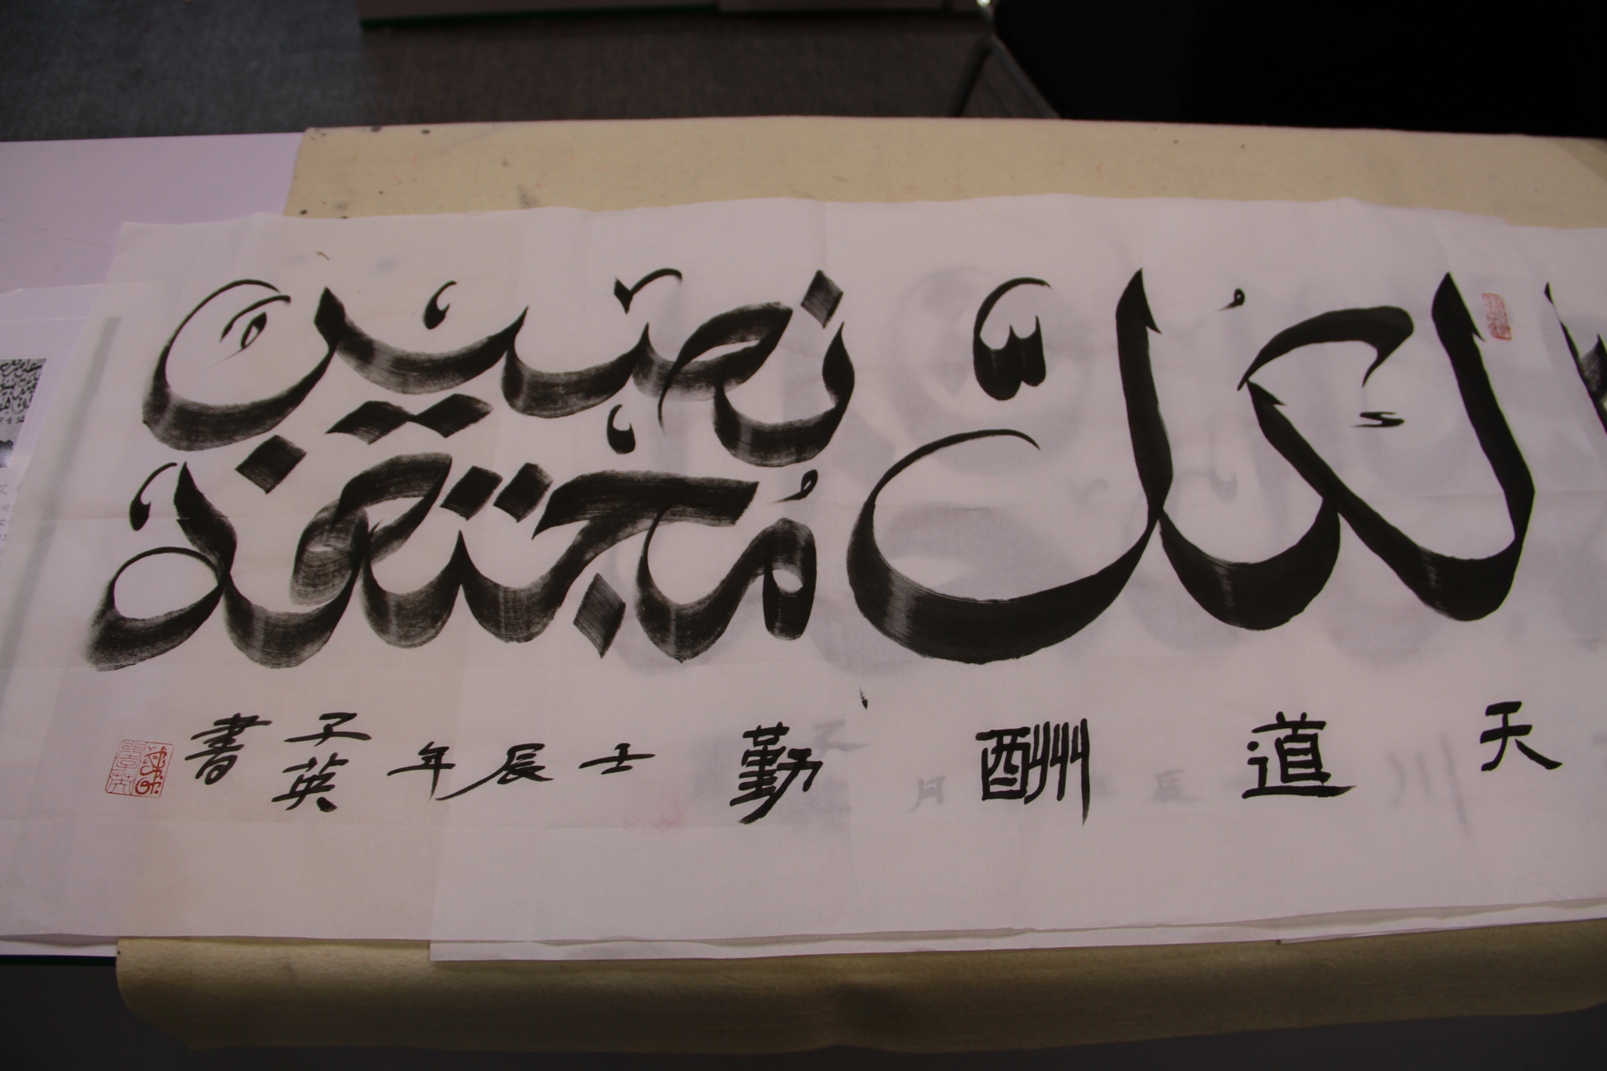 لكل مجتهد نصيب
天道酬勤 壬辰年 子英書